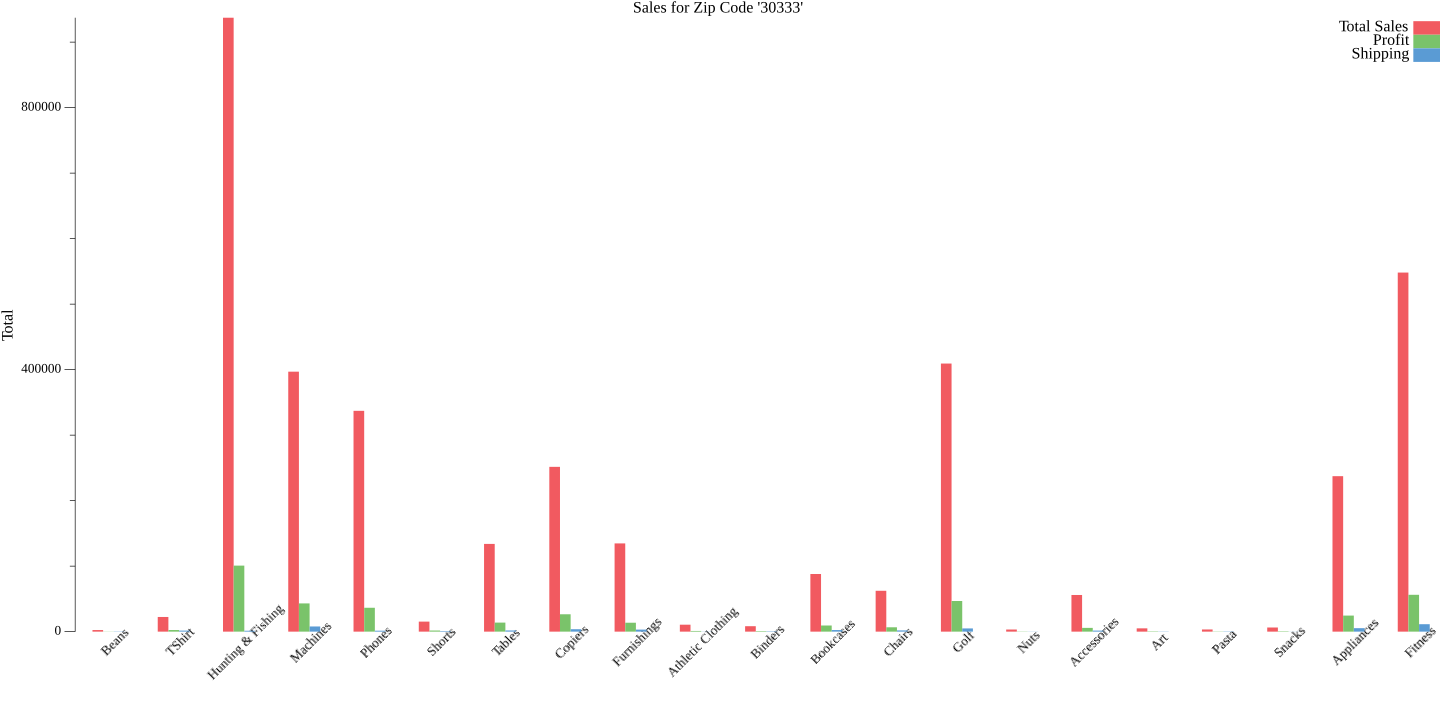 Sales for Zip Code '30333'
Total Sales
Profit
Shipping
800000
400000
0
Total
Beans
TShirt
Hunting & Fishing
Machines
Phones
Shorts
Tables
Copiers
Furnishings
Athletic Clothing
Binders
Bookcases
Chairs
Golf
Nuts
Accessories
Art
Pasta
Snacks
Appliances
Fitness